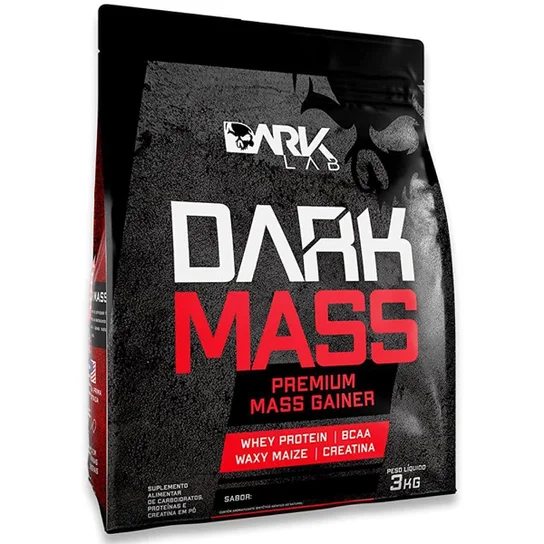 DARK
LAB
DARK
MASS
PREMIUM
MASS GAINER
WHEY PROTEIN | BCAA
WAXY MAIZE | CREATINA
SUPLEMENTO
ALIMENTAR
DE CARBOIDRATOS,
PROTEÍNAS E
CREATINA EM PÓ
SABOR:
PESO LÍQUIDO
3KG